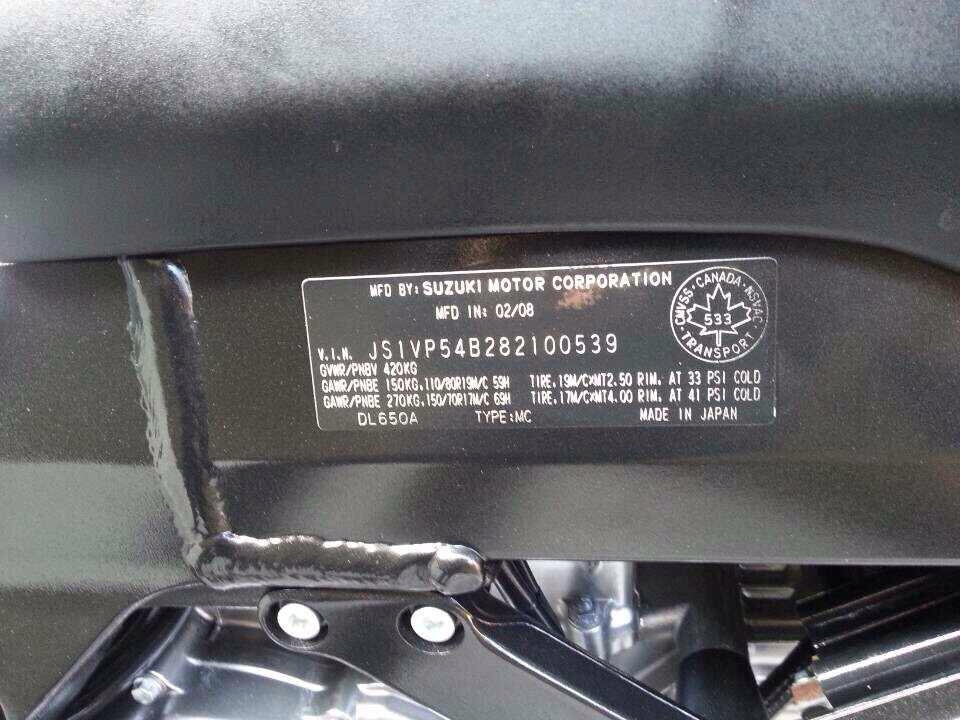 MFD BY: SUZUKI MOTOR CORPORATION
MFD IN: 02/08
V.I.N. JS1VP54B282100539
GVWR/PNBV 420KG
GAWR/PNBE 150KG,110/80R19M/C 59H TIRE,19M/CXMT2.50 RIM, AT 33 PSI COLD
GAWR/PNBE 270KG,150/70R17M/C 69H TIRE,17M/CXMT4.00 RIM, AT 41 PSI COLD
DL650A TYPE:MC MADE IN JAPAN
CMVSS · CANADA · NSVAC
533
TRANSPORT